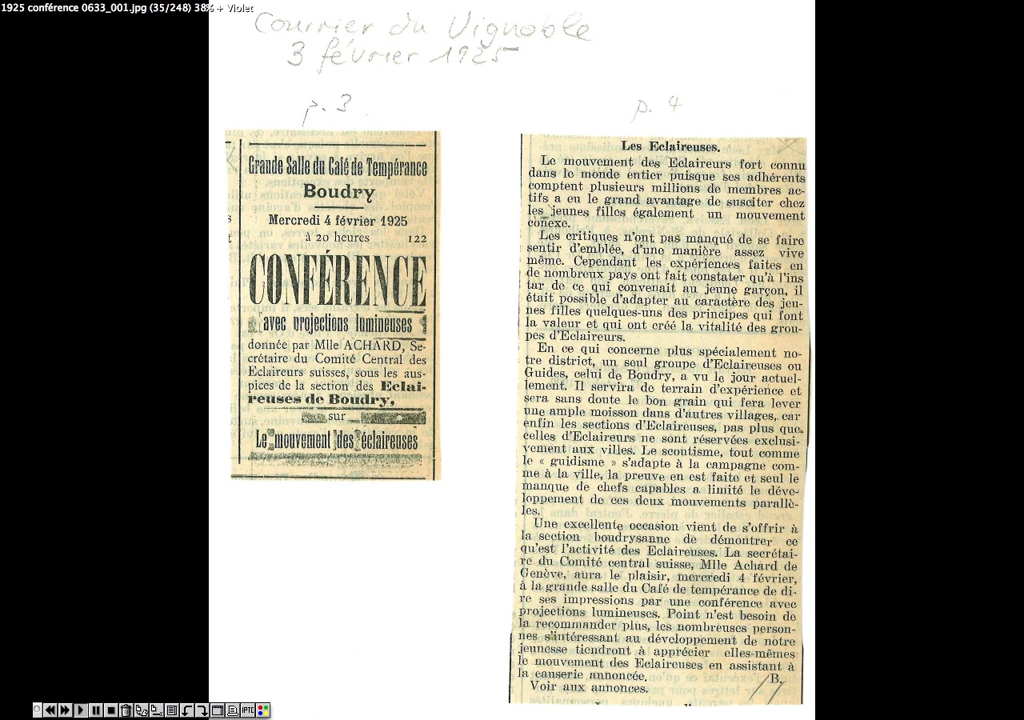 1925 conférence 0633_001.jpg (35/248) 38% + Violet
Courrier du Vignoble
3 février 1925
p. 3
p. 4
Grande Salle du Café de Tempérance
Boudry
Mercredi 4 février 1925
à 20 heures 122
CONFÉRENCE
avec projections lumineuses
donnée par Mlle ACHARD, Se-
crétaire du Comité Central des
Eclaireurs suisses, sous les aus-
pices de la section des Eclai-
reuses de Boudry,
sur
Le mouvement des éclaireuses
Les Eclaireuses.
Le mouvement des Eclaireurs fort connu
dans le monde entier puisque ses adhérents
comptent plusieurs millions de membres ac-
tifs a eu le grand avantage de susciter chez
les jeunes filles également un mouvement
connexe.
Les critiques n'ont pas manqué de se faire
sentir d'emblée, d'une manière assez vive
même. Cependant les expériences faites en
de nombreux pays ont fait constater qu'à l'ins
tar de ce qui convenait au jeune garçon, il
était possible d'adapter au caractère des jeu-
nes filles quelques-uns des principes qui font
la valeur et qui ont créé la vitalité des grou-
pes d'Eclaireurs.
En ce qui concerne plus spécialement no-
tre district, un seul groupe d'Eclaireuses ou
Guides, celui de Boudry, a vu le jour actuel-
lement. Il servira de terrain d'expérience et
sera sans doute le bon grain qui fera lever
une ample moisson dans d'autres villages, car
enfin les sections d'Eclaireuses, pas plus que
celles d'Eclaireurs ne sont réservées exclusi-
vement aux villes. Le scoutisme, tout comme
le « guidisme » s'adapte à la campagne com-
me à la ville, la preuve en est faite et seul le
manque de chefs capables a limité le déve-
loppement de ces deux mouvements parallè-
les.
Une excellente occasion vient de s'offrir à
la section boudrysanne de démontrer ce
qu'est l'activité des Eclaireuses. La secrétai-
re du Comité central suisse, Mlle Achard de
Genève, aura le plaisir, mercredi 4 février,
à la grande salle du Café de tempérance de di-
re ses impressions par une conférence avec
projections lumineuses. Point n'est besoin de
la recommander plus, les nombreuses person-
nes s'intéressant au développement de notre
jeunesse tiendront à apprécier elles-mêmes
le mouvement des Eclaireuses en assistant à
la causerie annoncée. B.
Voir aux annonces.
IPTC